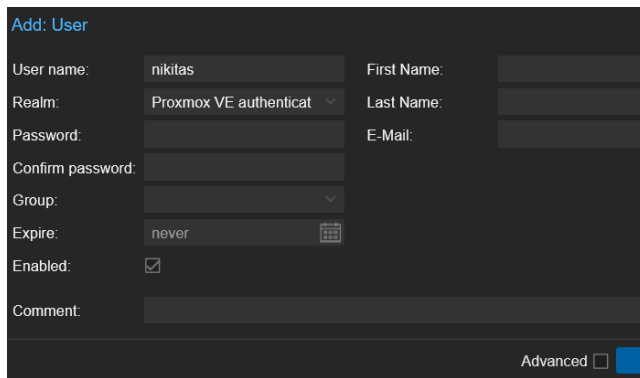 Add: User
User name: nikitas First Name:
Realm: Proxmox VE authenticat Last Name:
Password: E-Mail:
Confirm password:
Group:
Expire: never
Enabled:
Comment:
Advanced